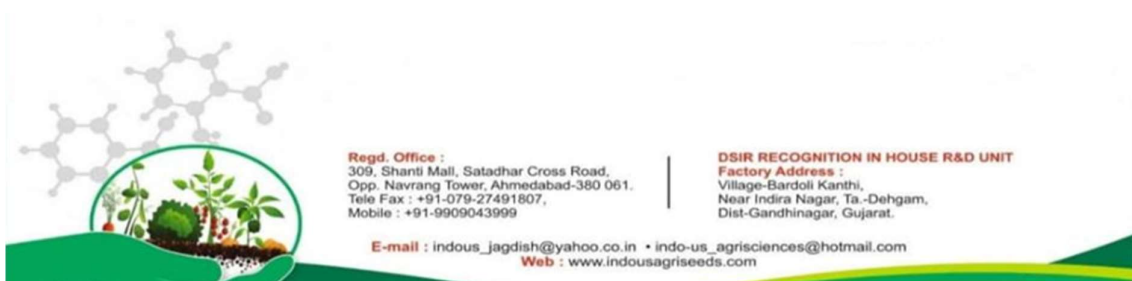 Regd. Office :
309, Shanti Mall, Satadhar Cross Road,
Opp. Navrang Tower, Ahmedabad-380 061.
Tele Fax : +91-079-27491807,
Mobile : +91-9909043999
DSIR RECOGNITION IN HOUSE R&D UNIT
Factory Address :
Village-Bardoli Kanthi,
Near Indira Nagar, Ta.-Dehgam,
Dist-Gandhinagar, Gujarat.
E-mail : indous_jagdish@yahoo.co.in • indo-us_agrisciences@hotmail.com
Web : www.indousagriseeds.com